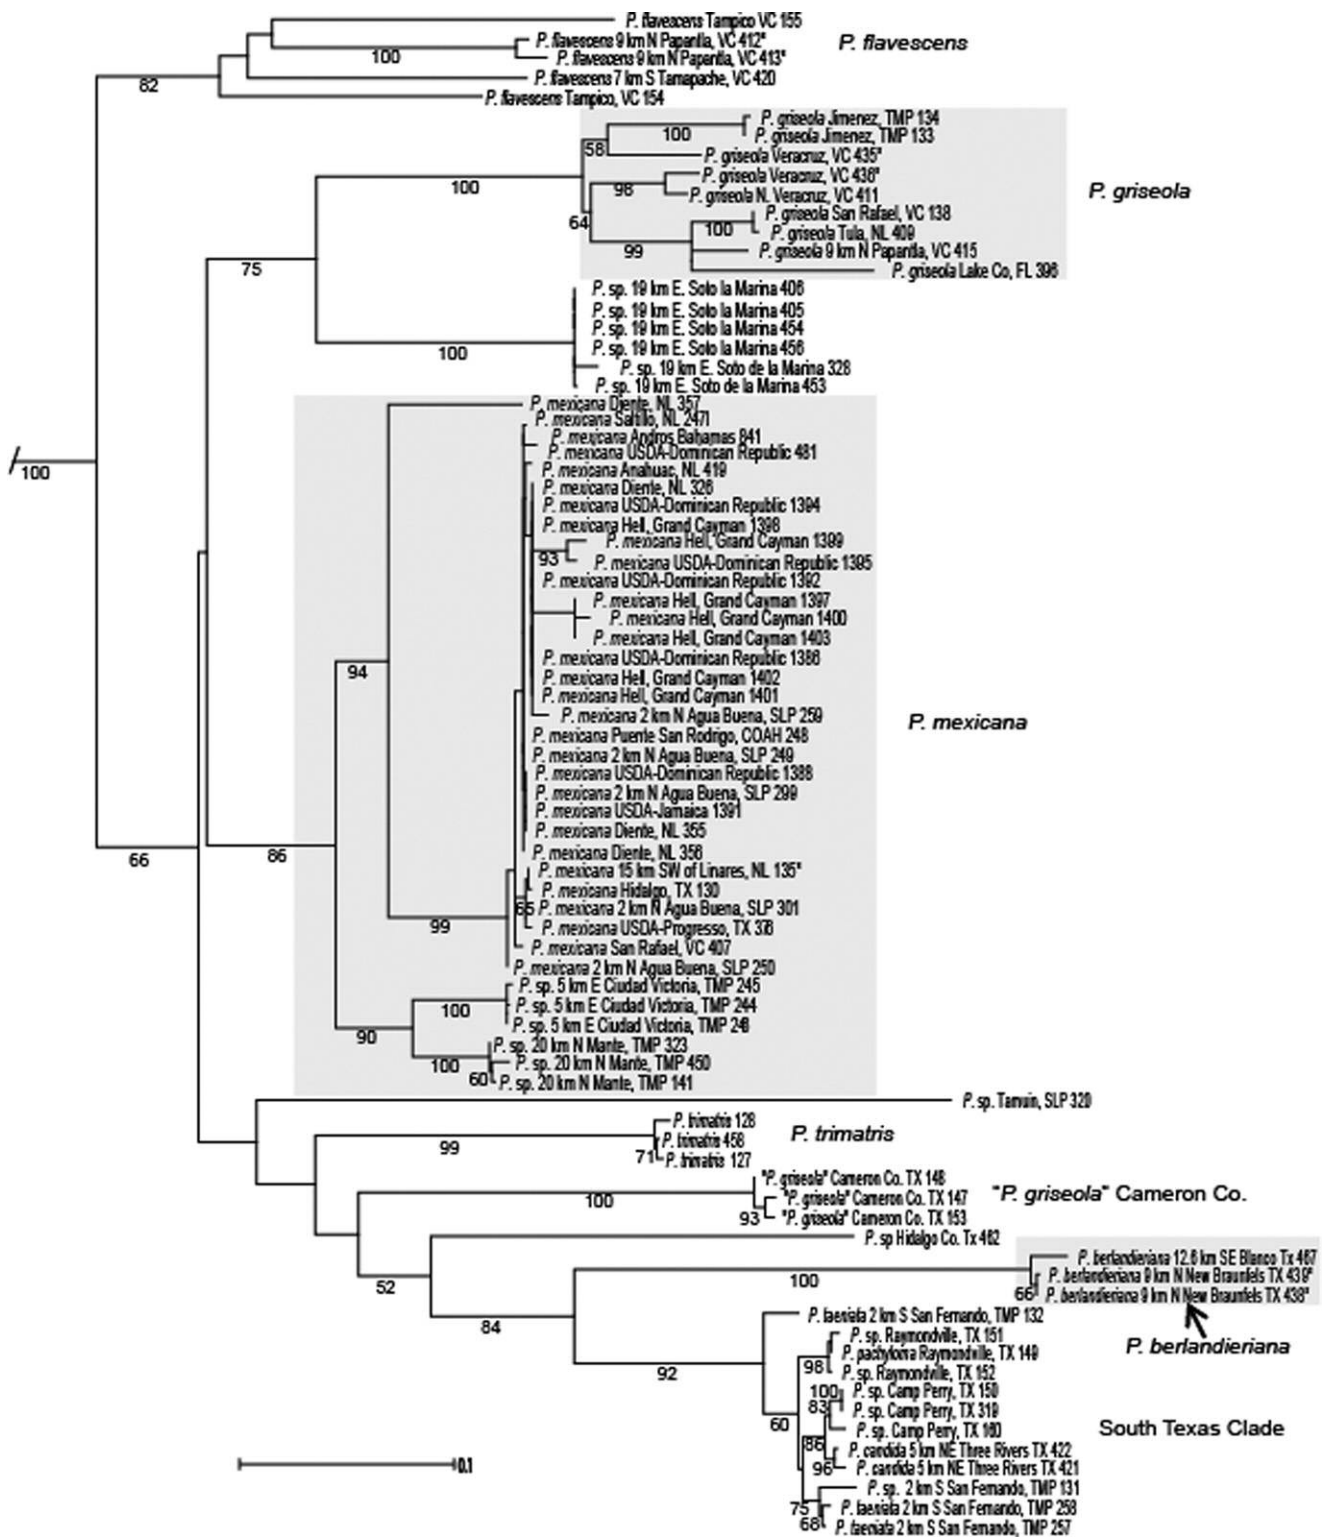 P. flavescens Tampico VC 155
P. flavescens 9 km N Papantla, VC 412*
P. flavescens
100
P. flavescens 9 km N Papantla, VC 413*
82
P. flavescens 7 km S Tamapache, VC 420
P. flavescens Tampico, VC 154
P. griseola Jimenez, TMP 134
100
P. griseola Jimenez, TMP 133
58
P. griseola Veracruz, VC 435*
P. griseola Veracruz, VC 436*
100
98
P. griseola N. Veracruz, VC 411
P. griseola
P. griseola San Rafael, VC 138
64
100
P. griseola Tula, NL 409
99
P. griseola 9 km N Papantla, VC 415
75
P. griseola Lake Co, FL 396
P. sp. 19 km E. Soto la Marina 406
P. sp. 19 km E. Soto la Marina 405
P. sp. 19 km E. Soto la Marina 454
100
P. sp. 19 km E. Soto la Marina 456
P. sp. 19 km E. Soto de la Marina 328
P. sp. 19 km E. Soto de la Marina 453
P. mexicana Diente, NL 357
P. mexicana Saltillo, NL 247I
P. mexicana Andros Bahamas 841
P. mexicana USDA-Dominican Republic 481
100
P. mexicana Anahuac, NL 419
P. mexicana Diente, NL 326
P. mexicana USDA-Dominican Republic 1394
P. mexicana Hell, Grand Cayman 1398
P. mexicana Hell, Grand Cayman 1399
93
P. mexicana USDA-Dominican Republic 1395
P. mexicana USDA-Dominican Republic 1392
P. mexicana Hell, Grand Cayman 1397
P. mexicana Hell, Grand Cayman 1400
P. mexicana Hell, Grand Cayman 1403
94
P. mexicana USDA-Dominican Republic 1386
P. mexicana Hell, Grand Cayman 1402
P. mexicana Hell, Grand Cayman 1401
P. mexicana 2 km N Agua Buena, SLP 259
P. mexicana
P. mexicana Puente San Rodrigo, COAH 248
P. mexicana 2 km N Agua Buena, SLP 249
P. mexicana USDA-Dominican Republic 1388
P. mexicana 2 km N Agua Buena, SLP 299
P. mexicana USDA-Jamaica 1391
P. mexicana Diente, NL 355
66
86
P. mexicana Diente, NL 356
P. mexicana 15 km SW of Linares, NL 135*
P. mexicana Hidalgo, TX 130
65
P. mexicana 2 km N Agua Buena, SLP 301
99
P. mexicana USDA-Progresso, TX 376
P. mexicana San Rafael, VC 407
P. mexicana 2 km N Agua Buena, SLP 250
P. sp. 5 km E Ciudad Victoria, TMP 245
100
P. sp. 5 km E Ciudad Victoria, TMP 244
P. sp. 5 km E Ciudad Victoria, TMP
90
P. sp. 20 km N Mante, TMP 323
100
P. sp. 20 km N Mante, TMP 450
60
P. sp. 20 km N Mante, TMP 141
P. sp. Tamuin, SLP 320
P. trimatris 128
P. trimatris
99
P. trimatris 458
71
P. trimatris 127
"P. griseola" Cameron Co. TX 146
100
"P. griseola" Cameron Co. TX 147
"P. griseola" Cameron Co.
93
"P. griseola" Cameron Co. TX 153
P. sp Hidalgo Co. Tx 462
P. berlandieriana 12.6 km SE Blanco Tx 467
52
100
P. berlandieriana 9 km N New Braunfels TX 439*
66
P. berlandieriana 9 km N New Braunfels TX 438*
84
P. taeniata 2 km S San Fernando, TMP 132
P. sp. Raymondville, TX 151
P. berlandieriana
P. pachyloma Raymondville, TX 149
92
98
P. sp. Raymondville, TX 152
100
P. sp. Camp Perry, TX 150
83
P. sp. Camp Perry, TX 319
60
P. sp. Camp Perry, TX 160
South Texas Clade
86
P. candida 5 km NE Three Rivers TX 422
96
P. candida 5 km NE Three Rivers TX 421
0.1
P. sp. 2 km S San Fernando, TMP 131
75
P. taeniata 2 km S San Fernando, TMP 258
68
P. taeniata 2 km S San Fernando, TMP 257